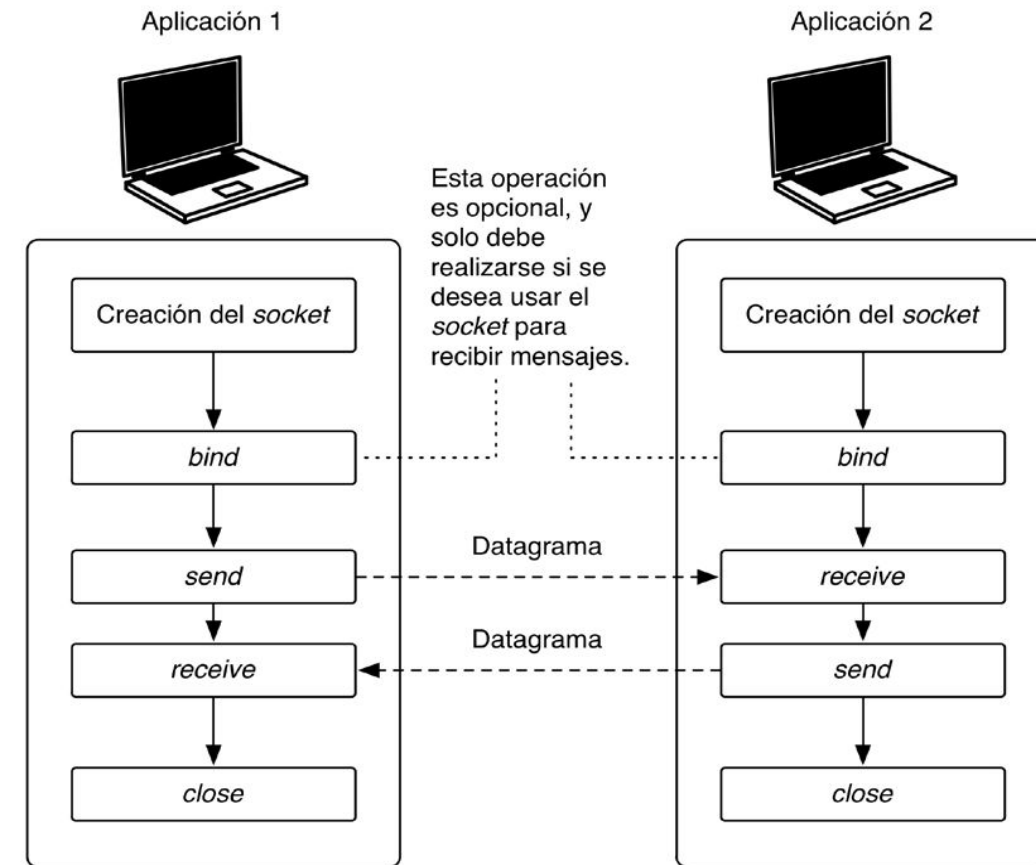 Aplicación 1
Aplicación 2
Esta operación
es opcional, y
solo debe
realizarse si se
desea usar el
socket para
recibir mensajes.
Creación del socket
Creación del socket
bind
bind
Datagrama
send
receive
Datagrama
receive
send
close
close